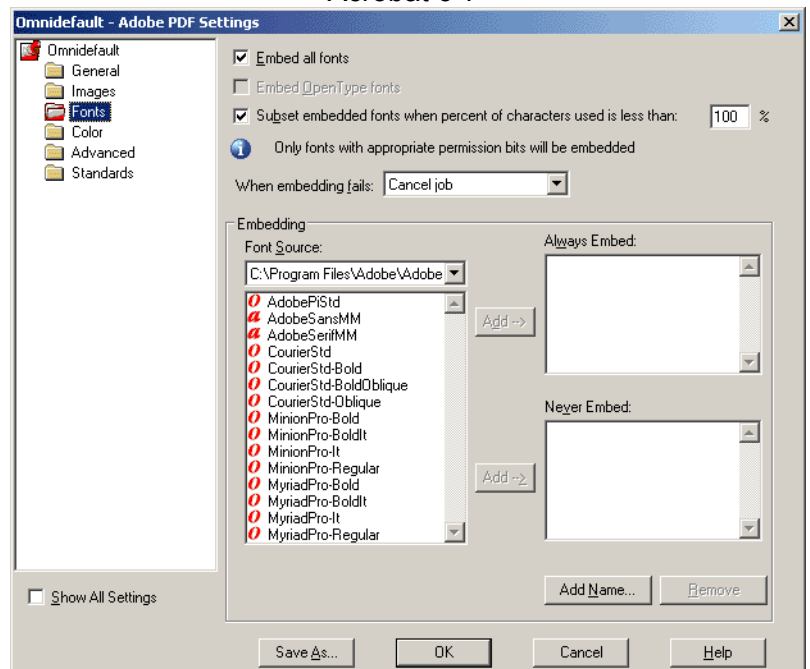 Omnidefault - Adobe PDF Settings
Omnidefault
General
Images
Fonts
Color
Advanced
Standards
Show All Settings
Embed all fonts
Embed OpenType fonts
Subset embedded fonts when percent of characters used is less than: 100 %
Only fonts with appropriate permission bits will be embedded
When embedding fails: Cancel job
Embedding
Font Source:
C:\Program Files\Adobe\Adobe
AdobePiStd
AdobeSansMM
AdobeSerifMM
CourierStd
CourierStd-Bold
CourierStd-BoldOblique
CourierStd-Oblique
MinionPro-Bold
MinionPro-BoldIt
MinionPro-It
MinionPro-Regular
MyriadPro-Bold
MyriadPro-BoldIt
MyriadPro-It
MyriadPro-Regular
Add -->
Add -->
Always Embed:
Never Embed:
Add Name...
Remove
Save As...
OK
Cancel
Help